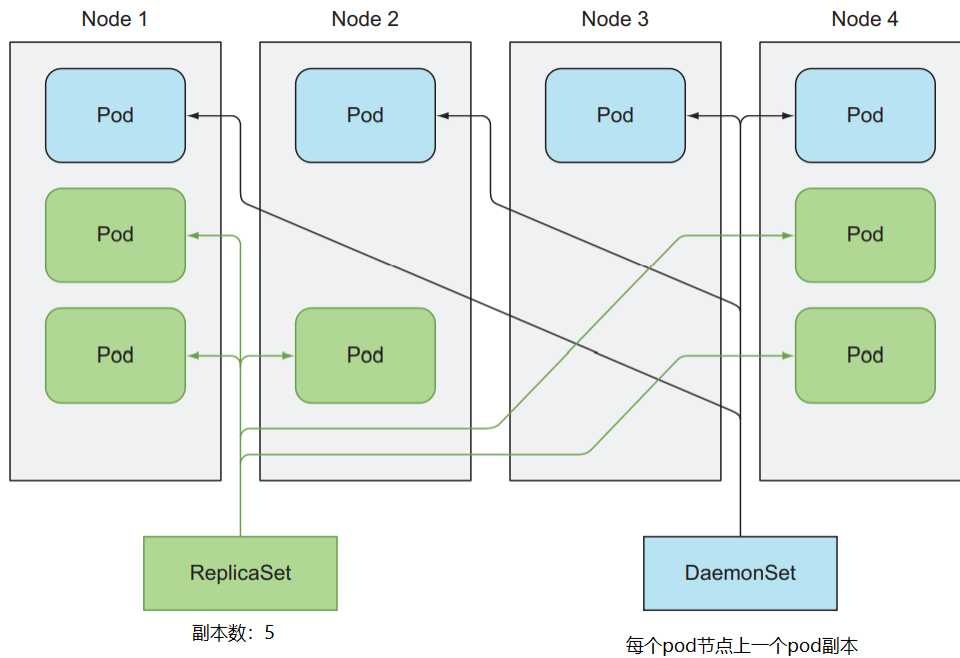 Node 1
Node 2
Node 3
Node 4
Pod
Pod
Pod
Pod
Pod
Pod
Pod
Pod
Pod
ReplicaSet
DaemonSet
副本数：5
每个pod节点上一个pod副本